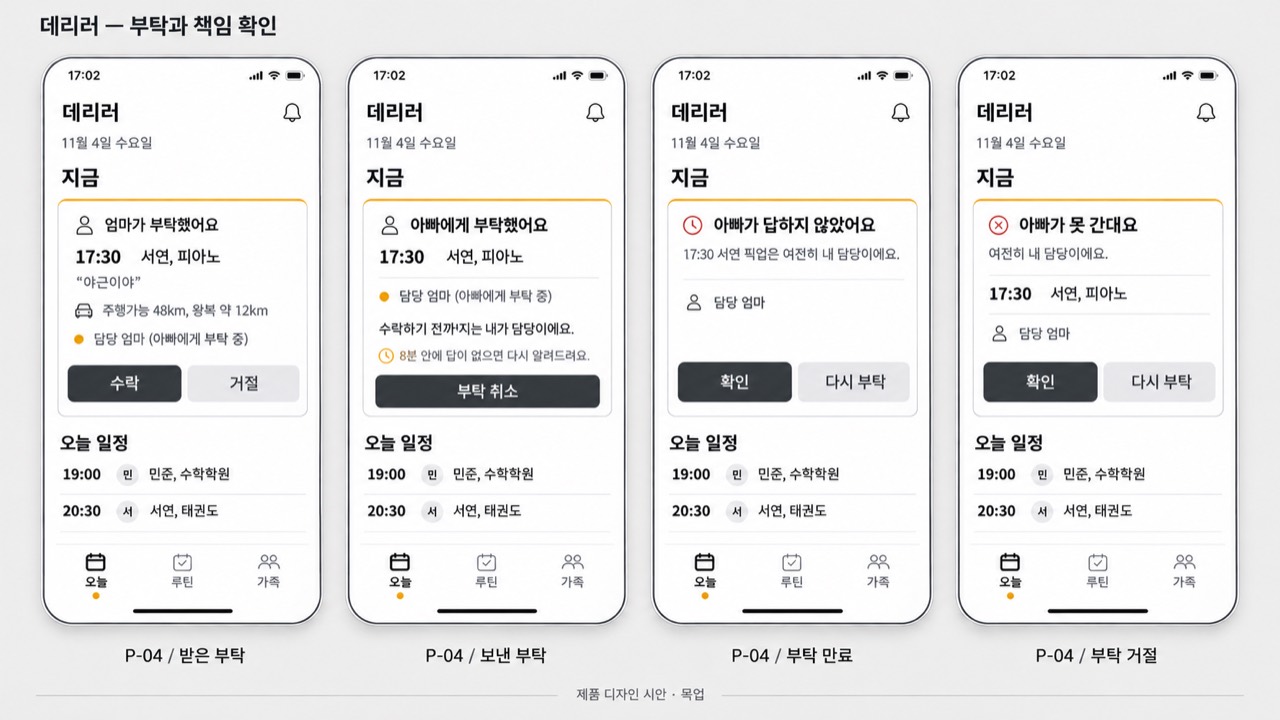 데리러 — 부탁과 책임 확인
17:02
데리러
11월 4일 수요일
지금
엄마가 부탁했어요
17:30 서연, 피아노
“야근이야”
주행가능 48km, 왕복 약 12km
담당 엄마 (아빠에게 부탁 중)
수락 거절
오늘 일정
19:00 민 민준, 수학학원
20:30 서 서연, 태권도
오늘 루틴 가족
P-04 / 받은 부탁
17:02
데리러
11월 4일 수요일
지금
아빠에게 부탁했어요
17:30 서연, 피아노
담당 엄마 (아빠에게 부탁 중)
수락하기 전까지는 내가 담당이에요.
8분 안에 답이 없으면 다시 알려드려요.
부탁 취소
오늘 일정
19:00 민 민준, 수학학원
20:30 서 서연, 태권도
오늘 루틴 가족
P-04 / 보낸 부탁
17:02
데리러
11월 4일 수요일
지금
아빠가 답하지 않았어요
17:30 서연 픽업은 여전히 내 담당이에요.
담당 엄마
확인 다시 부탁
오늘 일정
19:00 민 민준, 수학학원
20:30 서 서연, 태권도
오늘 루틴 가족
P-04 / 부탁 만료
17:02
데리러
11월 4일 수요일
지금
아빠가 못 간대요
여전히 내 담당이에요.
17:30 서연, 피아노
담당 엄마
확인 다시 부탁
오늘 일정
19:00 민 민준, 수학학원
20:30 서 서연, 태권도
오늘 루틴 가족
P-04 / 부탁 거절
제품 디자인 시안 · 목업